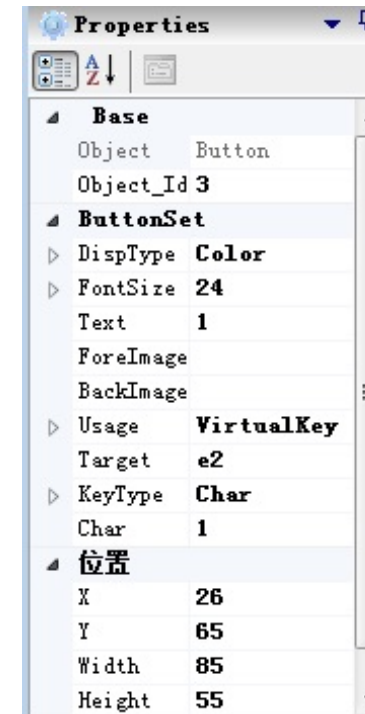 Properties
Base
Object Button
Object_Id 3
ButtonSet
DispType Color
FontSize 24
Text 1
ForeImage
BackImage
Usage VirtualKey
Target e2
KeyType Char
Char 1
位置
X 26
Y 65
Width 85
Height 55